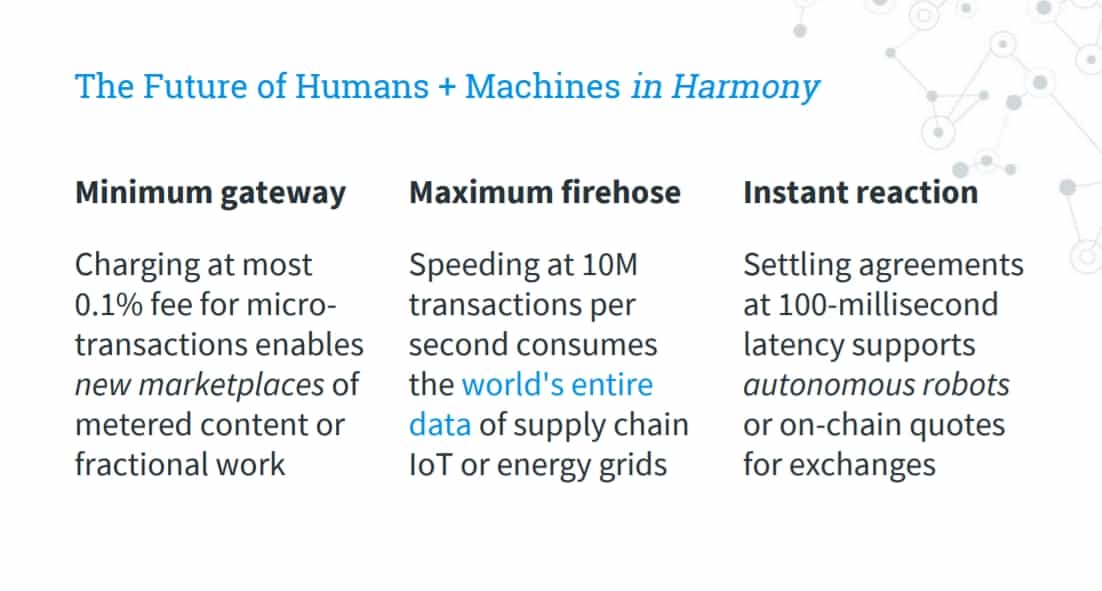 The Future of Humans + Machines in Harmony
Minimum gateway
Charging at most
0.1% fee for micro-
transactions enables
new marketplaces of
metered content or
fractional work
Maximum firehose
Speeding at 10M
transactions per
second consumes
the world's entire
data of supply chain
IoT or energy grids
Instant reaction
Settling agreements
at 100-millisecond
latency supports
autonomous robots
or on-chain quotes
for exchanges